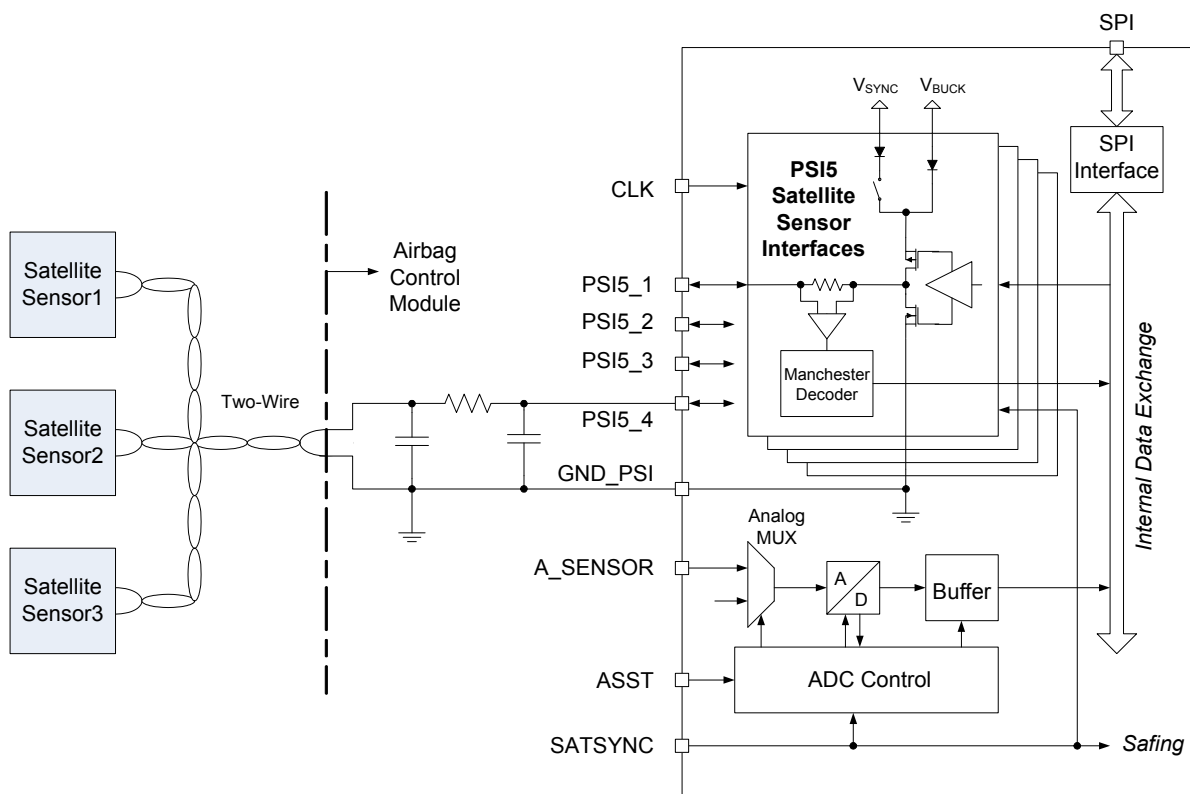 SPI
V_SYNC
V_BUCK
SPI
Interface
PSI5
Satellite
Sensor
Interfaces
CLK
Satellite
Sensor1
Airbag
Control
Module
PSI5_1
PSI5_2
PSI5_3
PSI5_4
Manchester
Decoder
Two-Wire
Satellite
Sensor2
GND_PSI
Internal Data Exchange
Analog
MUX
A_SENSOR
A
D
Buffer
Satellite
Sensor3
ASST
ADC Control
SATSYNC
Safing